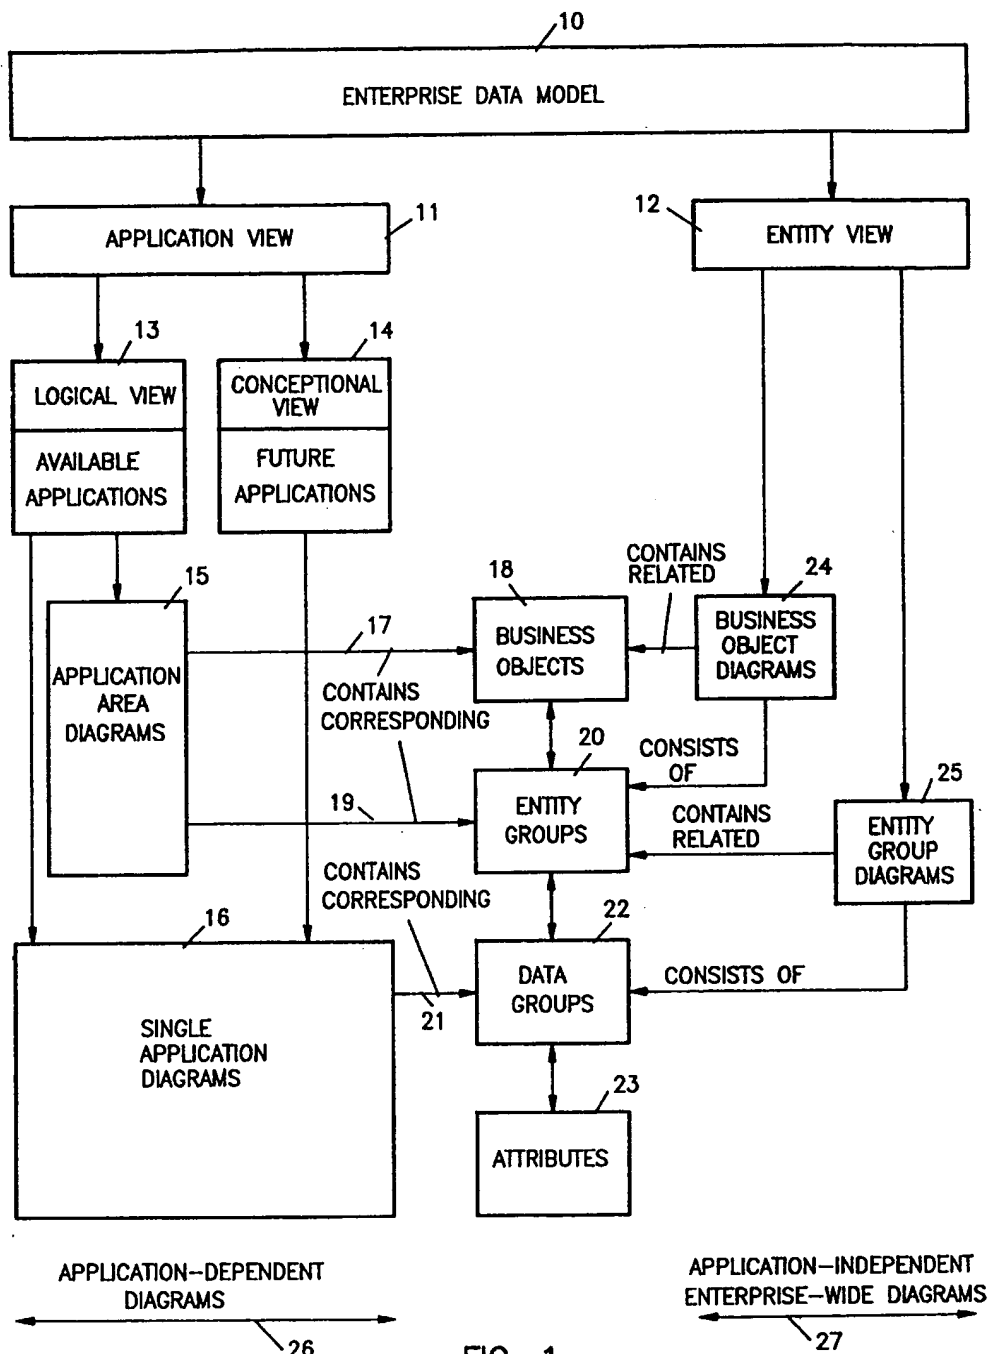 10
ENTERPRISE DATA MODEL
11
APPLICATION VIEW
12
ENTITY VIEW
13
LOGICAL VIEW
AVAILABLE
APPLICATIONS
14
CONCEPTIONAL
VIEW
FUTURE
APPLICATIONS
15
APPLICATION
AREA
DIAGRAMS
17
CONTAINS
CORRESPONDING
19
18
BUSINESS
OBJECTS
CONTAINS
RELATED
24
BUSINESS
OBJECT
DIAGRAMS
20
ENTITY
GROUPS
CONSISTS
OF
CONTAINS
RELATED
25
ENTITY
GROUP
DIAGRAMS
16
SINGLE
APPLICATION
DIAGRAMS
CONTAINS
CORRESPONDING
21
22
DATA
GROUPS
CONSISTS OF
23
ATTRIBUTES
APPLICATION-DEPENDENT
DIAGRAMS
26
APPLICATION-INDEPENDENT
ENTERPRISE-WIDE DIAGRAMS
27
FIG. 1